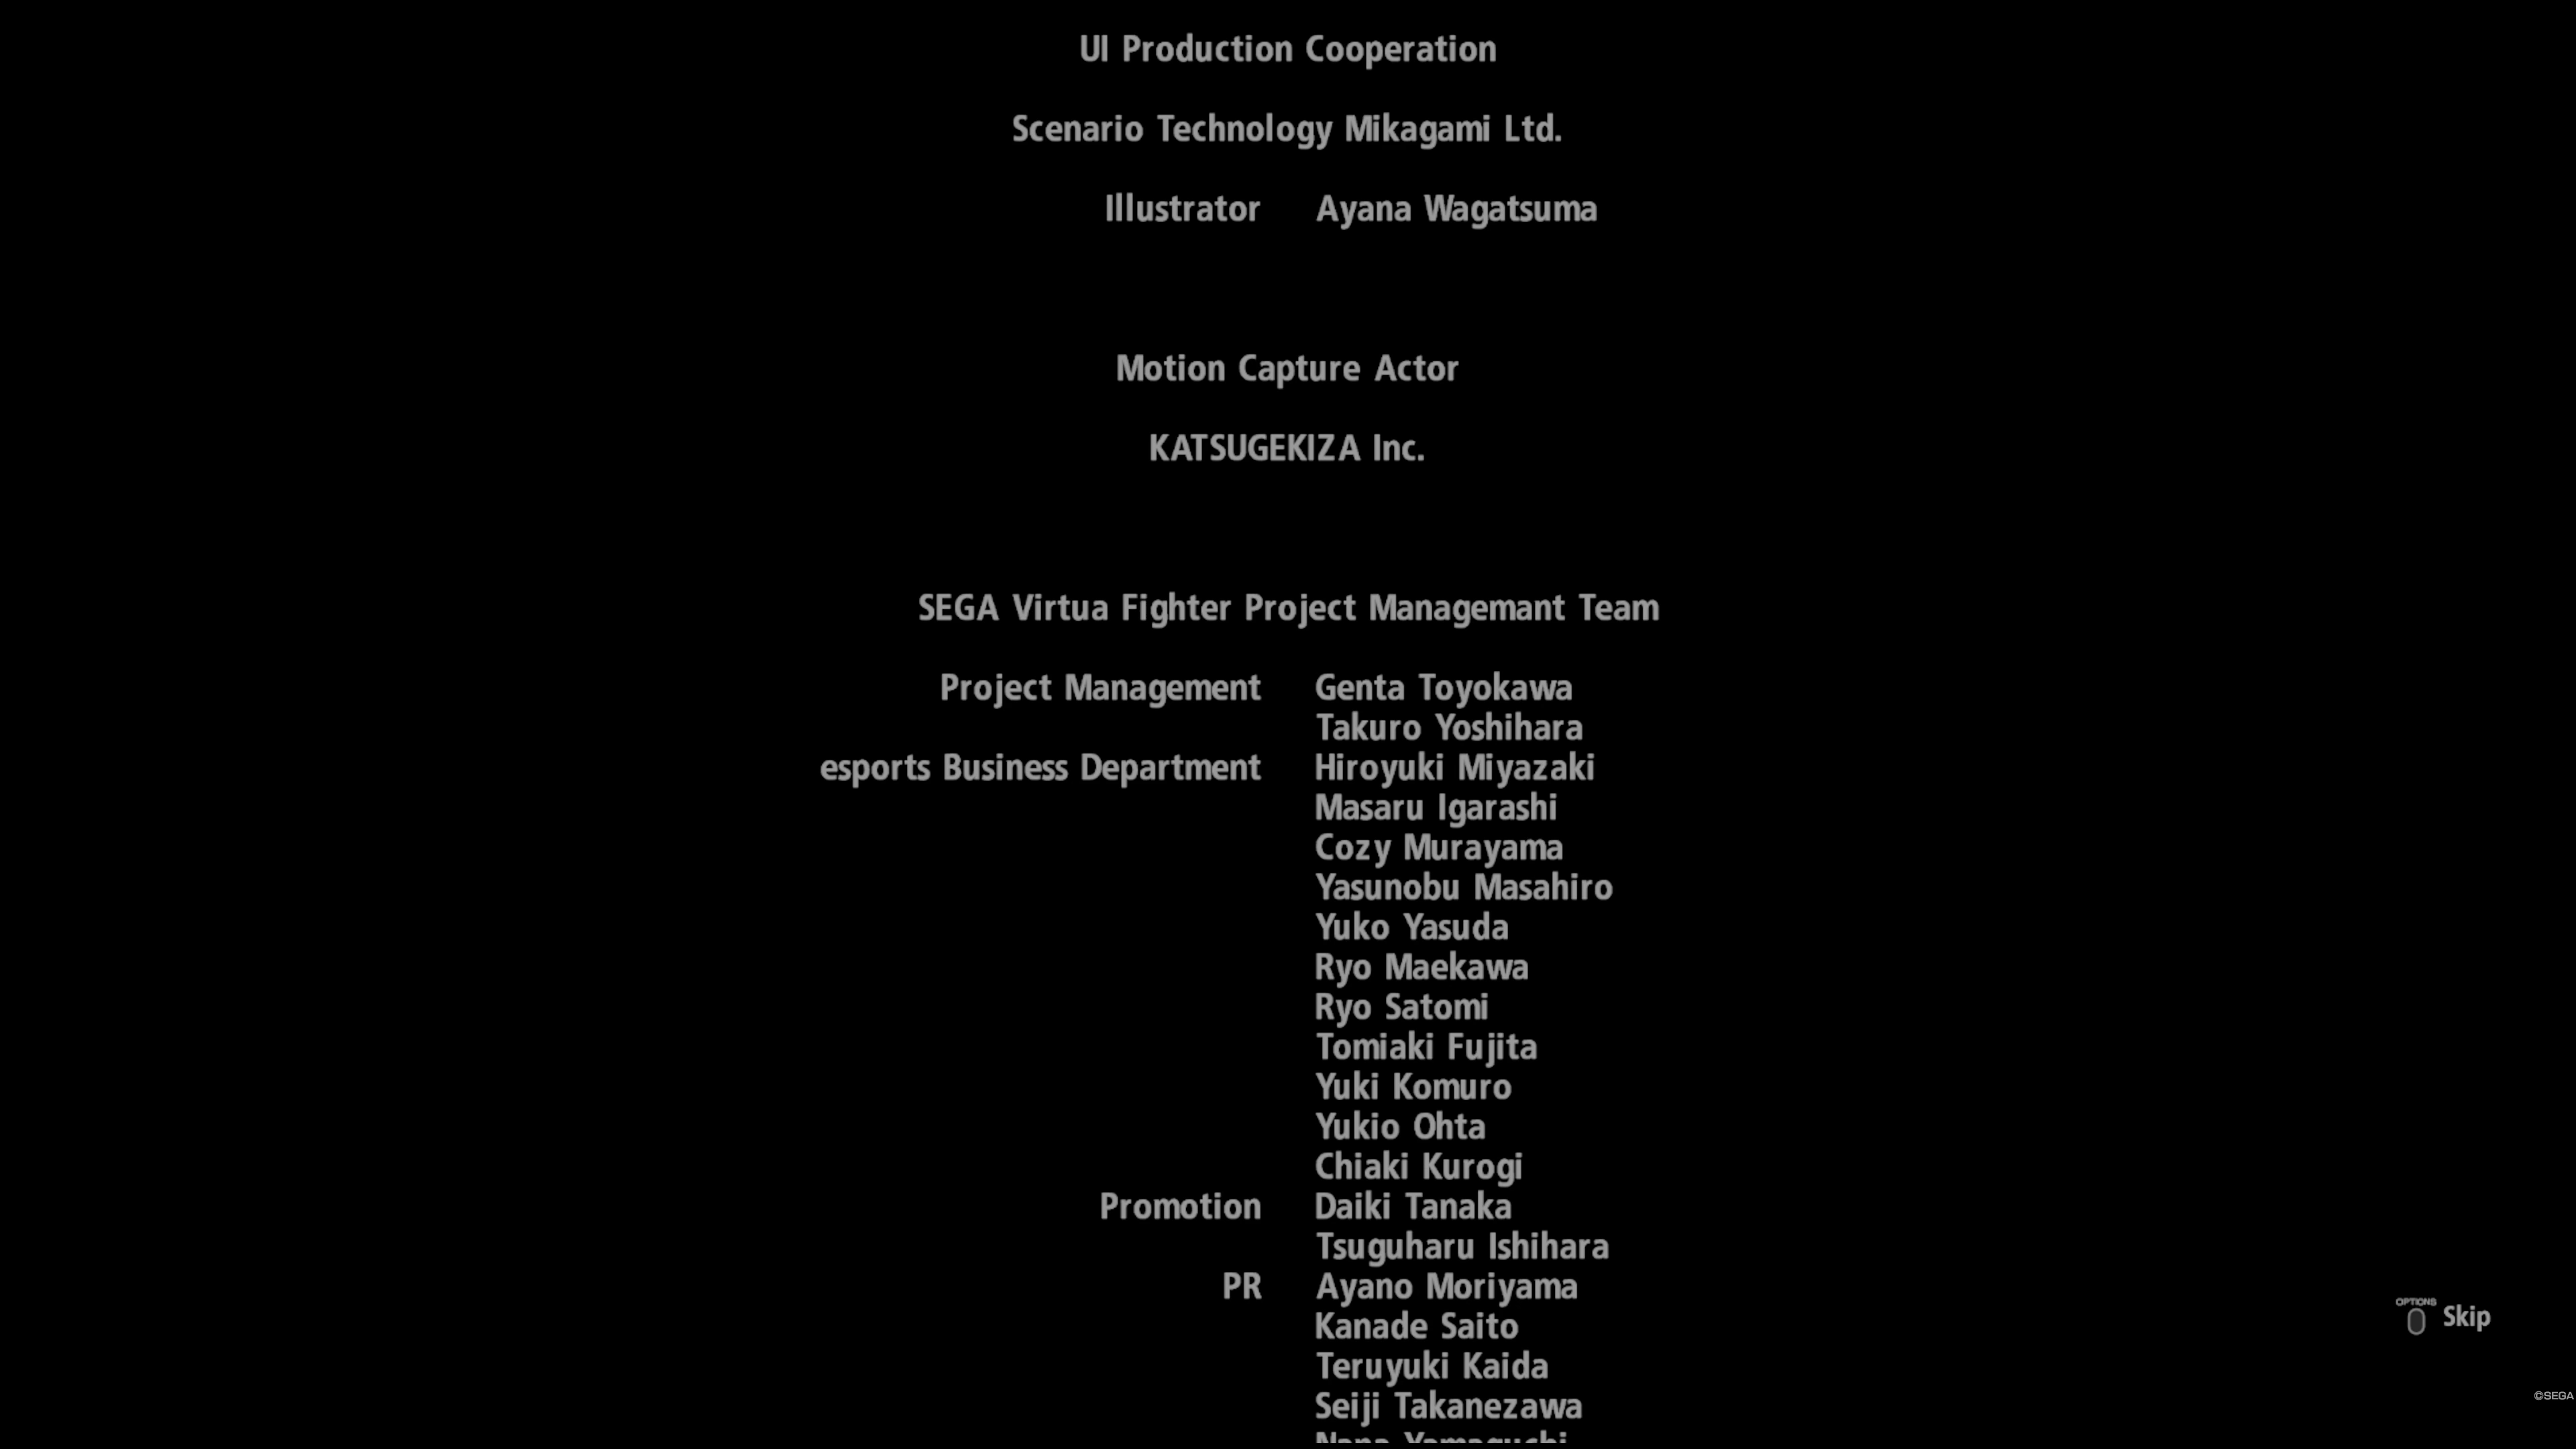 UI Production Cooperation
Scenario Technology Mikagami Ltd.
Illustrator Ayana Wagatsuma
Motion Capture Actor
KATSUGEKIZA Inc.
SEGA Virtua Fighter Project Managemant Team
Project Management Genta Toyokawa
Takuro Yoshihara
esports Business Department Hiroyuki Miyazaki
Masaru Igarashi
Cozy Murayama
Yasunobu Masahiro
Yuko Yasuda
Ryo Maekawa
Ryo Satomi
Tomiaki Fujita
Yuki Komuro
Yukio Ohta
Chiaki Kurogi
Promotion Daiki Tanaka
Tsuguharu Ishihara
PR Ayano Moriyama
Kanade Saito
OPTIONS Skip
Teruyuki Kaida
Seiji Takanezawa
©SEGA